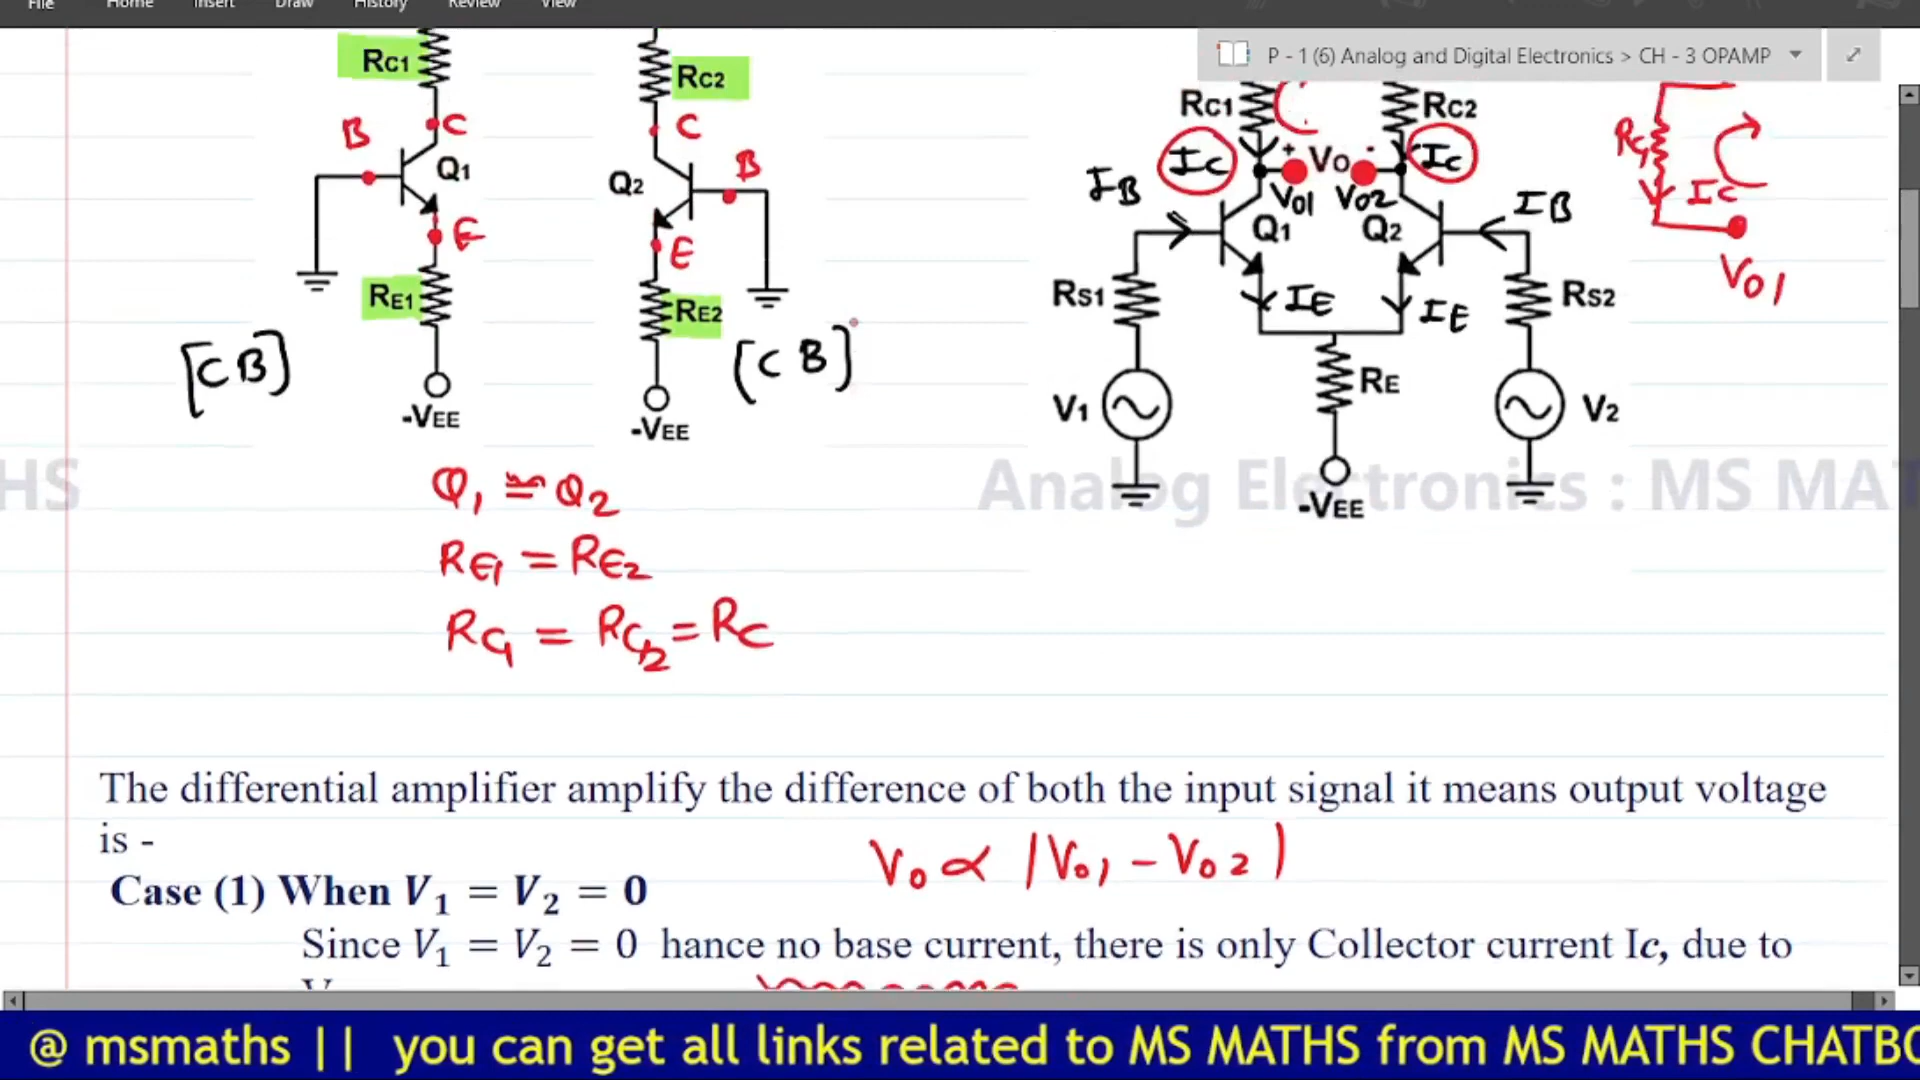 File Home Insert Draw History Review View
P - 1 (6) Analog and Digital Electronics > CH - 3 OPAMP
RC1
RC2
RC1
RC2
RC1
B
C
C
B
Q1
Q2
E
E
RE1
RE2
[CB]
[CB]
-VEE
-VEE
IC
+
VO
-
IC
IC
IB
VO1
VO2
IB
Q1
Q2
VO1
RS1
IE
IE
RS2
RE
V1
V2
-VEE
HS
Analog Electronics : MS MAT
Q1 ≅ Q2
RE1 = RE2
RC1 = RC2 = RC
The differential amplifier amplify the difference of both the input signal it means output voltage
is -
Vo ∝ |Vo1 - Vo2|
Case (1) When V1 = V2 = 0
Since V1 = V2 = 0 hance no base current, there is only Collector current Ic, due to
@ msmaths || you can get all links related to MS MATHS from MS MATHS CHATBO